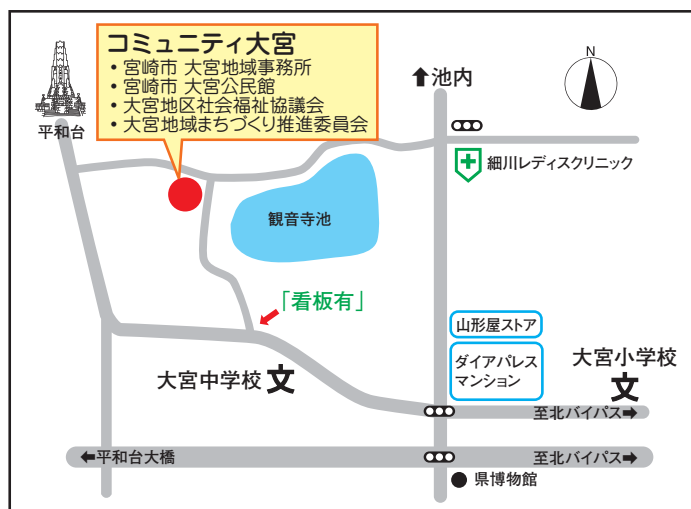 コミュニティ大宮
• 宮崎市 大宮地域事務所
• 宮崎市 大宮公民館
• 大宮地区社会福祉協議会
• 大宮地域まちづくり推進委員会
平和台
↑池内
N
細川レディスクリニック
観音寺池
「看板有」
山形屋ストア
ダイアパレス
マンション
大宮小学校
文
大宮中学校 文
至北バイパス→
←平和台大橋
至北バイパス→
県博物館